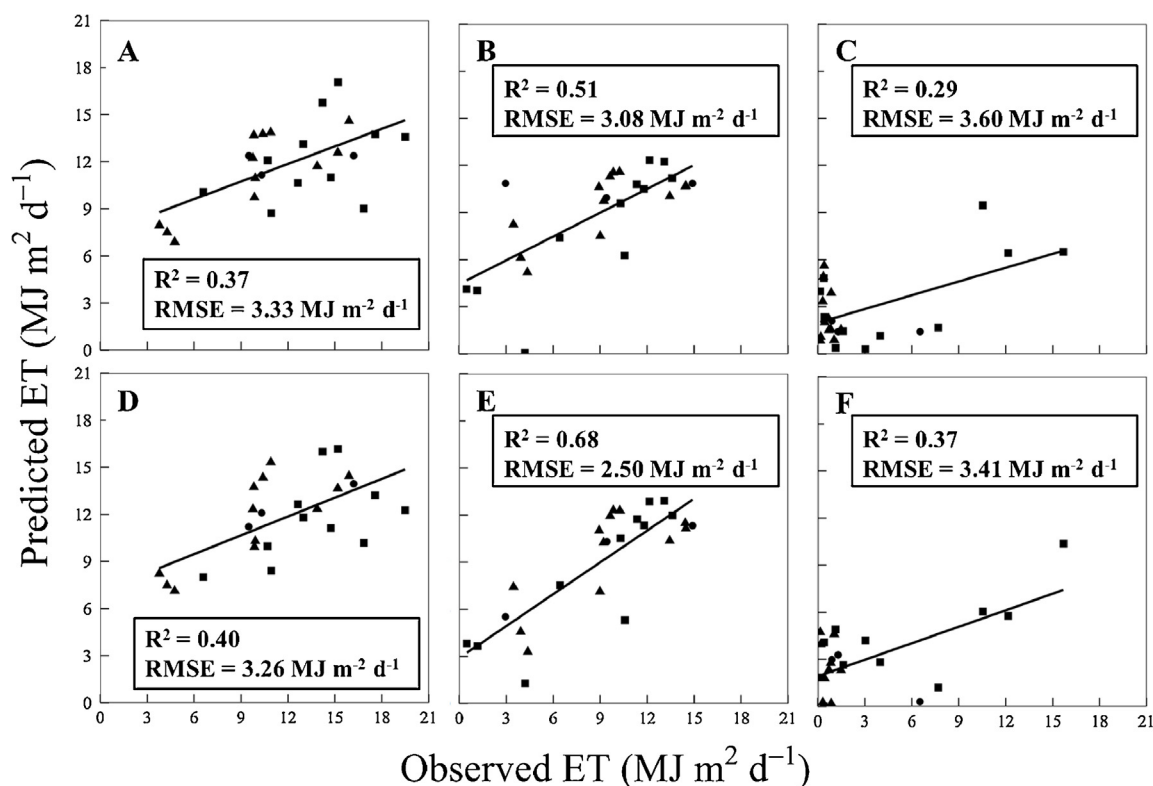 Predicted ET (MJ m² d⁻¹)
21
18
15
12
9
6
3
0
A
R² = 0.37
RMSE = 3.33 MJ m⁻² d⁻¹
B
R² = 0.51
RMSE = 3.08 MJ m⁻² d⁻¹
C
R² = 0.29
RMSE = 3.60 MJ m⁻² d⁻¹
21
18
15
12
9
6
3
0
D
R² = 0.40
RMSE = 3.26 MJ m⁻² d⁻¹
E
R² = 0.68
RMSE = 2.50 MJ m⁻² d⁻¹
F
R² = 0.37
RMSE = 3.41 MJ m⁻² d⁻¹
0 3 6 9 12 15 18 21
0 3 6 9 12 15 18 21
0 3 6 9 12 15 18 21
Observed ET (MJ m² d⁻¹)